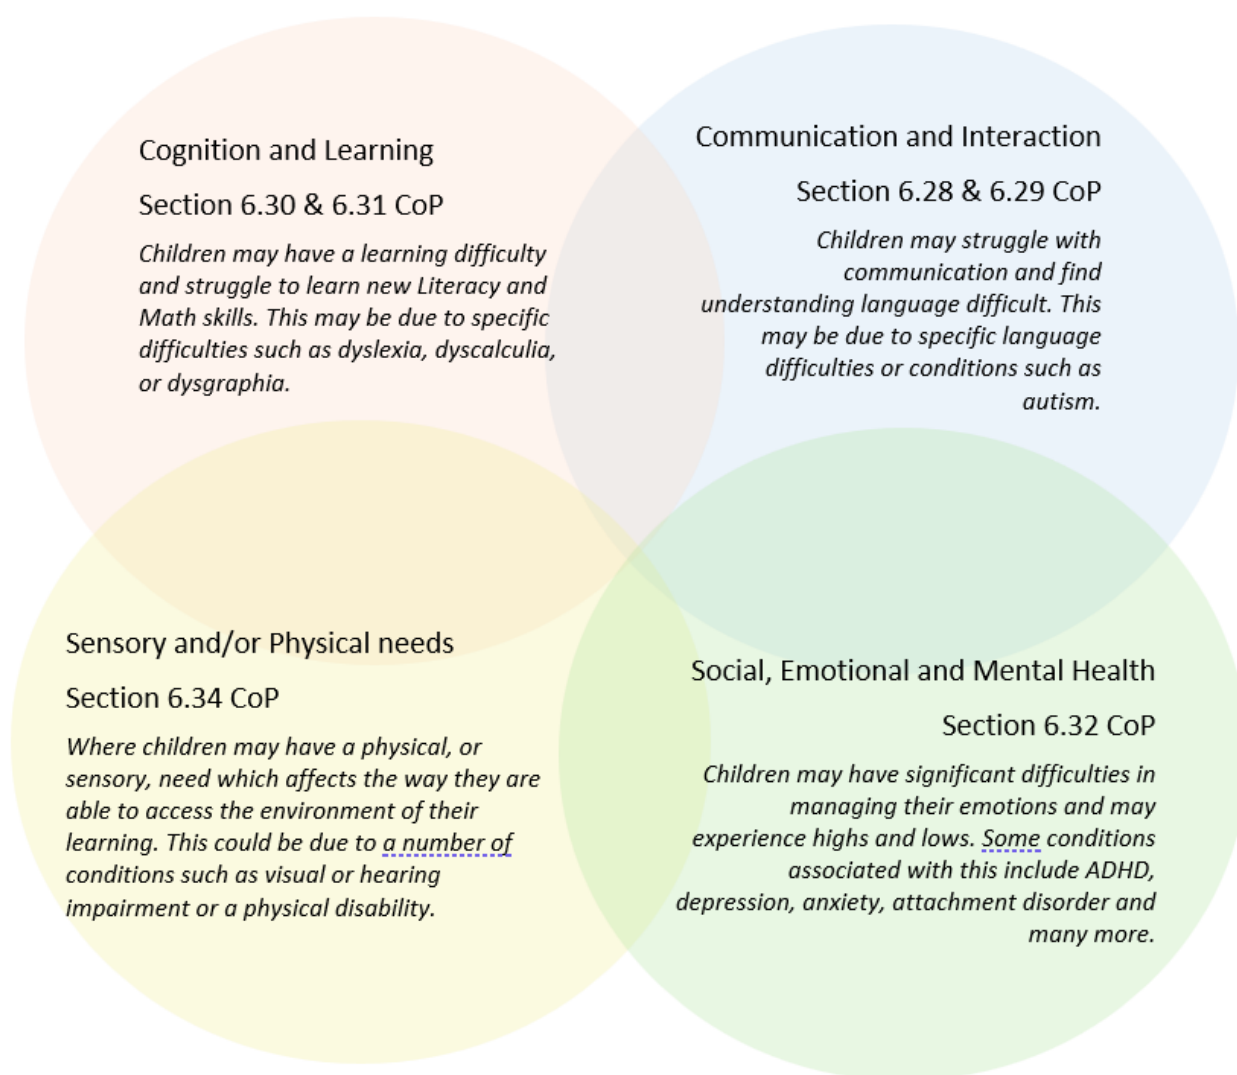 Cognition and Learning
Section 6.30 & 6.31 CoP
Children may have a learning difficulty
and struggle to learn new Literacy and
Math skills. This may be due to specific
difficulties such as dyslexia, dyscalculia,
or dysgraphia.
Communication and Interaction
Section 6.28 & 6.29 CoP
Children may struggle with
communication and find
understanding language difficult. This
may be due to specific language
difficulties or conditions such as
autism.
Sensory and/or Physical needs
Section 6.34 CoP
Where children may have a physical, or
sensory, need which affects the way they are
able to access the environment of their
learning. This could be due to a number of
conditions such as visual or hearing
impairment or a physical disability.
Social, Emotional and Mental Health
Section 6.32 CoP
Children may have significant difficulties in
managing their emotions and may
experience highs and lows. Some conditions
associated with this include ADHD,
depression, anxiety, attachment disorder and
many more.